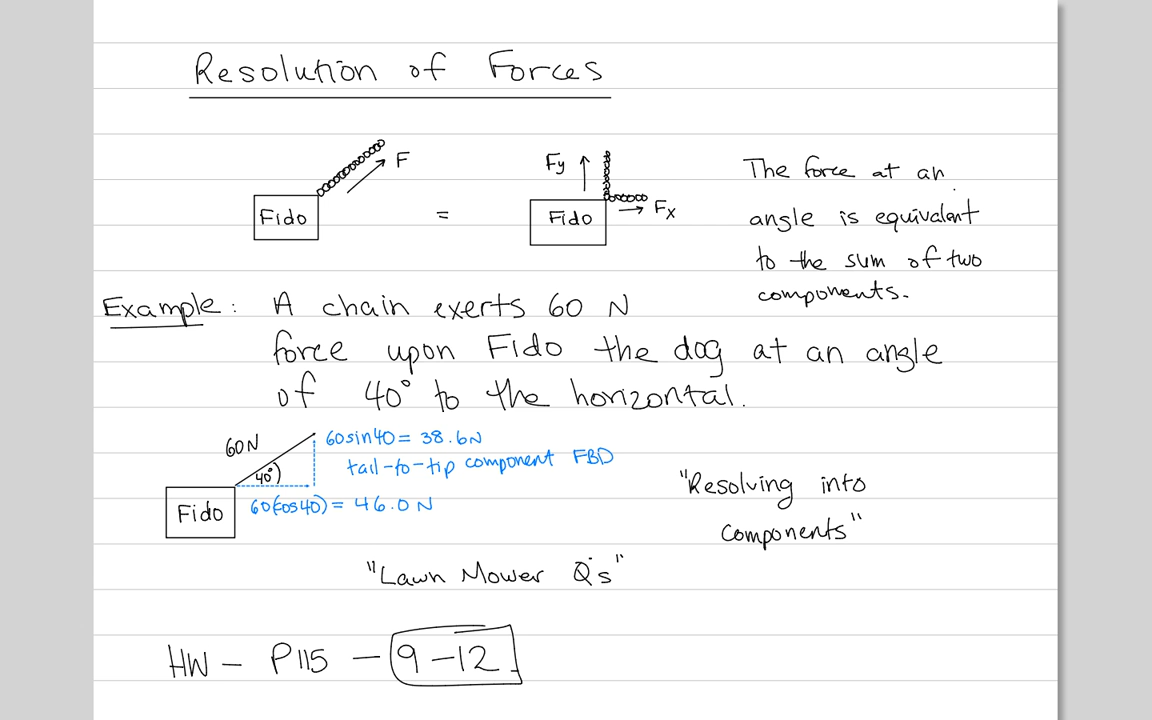 Resolution of Forces
F
Fido
=
Fy
Fx
Fido
The force at an
angle is equivalent
to the sum of two
components.
Example: A chain exerts 60 N
force upon Fido the dog at an angle
of 40° to the horizontal.
60N
40°
60sin40 = 38.6N
tail-to-tip component FBD
Fido
60(cos40) = 46.0 N
"Resolving into
components"
"Lawn Mower Q's"
HW - P115 - 9-12